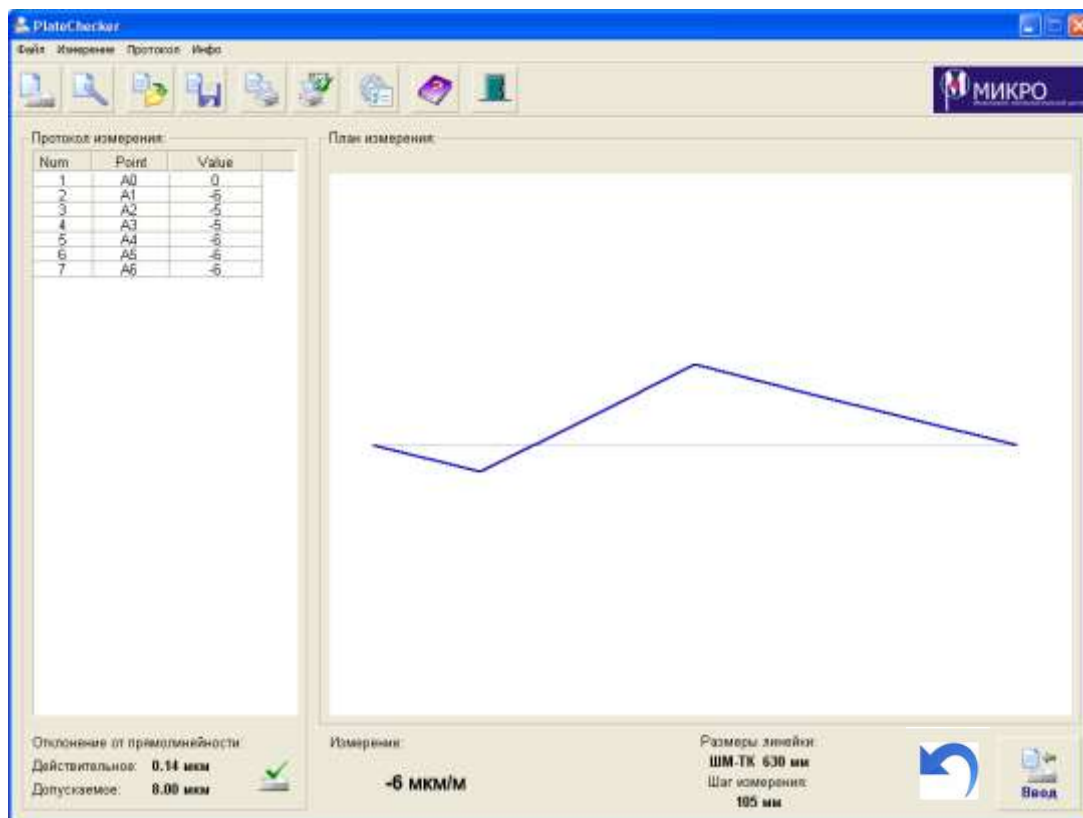 PlateChecker
Файл Измерение Протокол Инфо
МИКРО
Протокол измерения:
Num Point Value
1 A0 0
2 A1 -6
3 A2 -5
4 A3 -5
5 A4 -6
6 A5 -6
7 A6 -6
План измерения:
Отклонение от прямолинейности:
Действительное: 0.14 мкм
Допускаемое: 8.00 мкм
Измерение:
-6 мкм/м
Размеры линейки:
ШМ-ТК 630 мм
Шаг измерения:
105 мм
Ввод